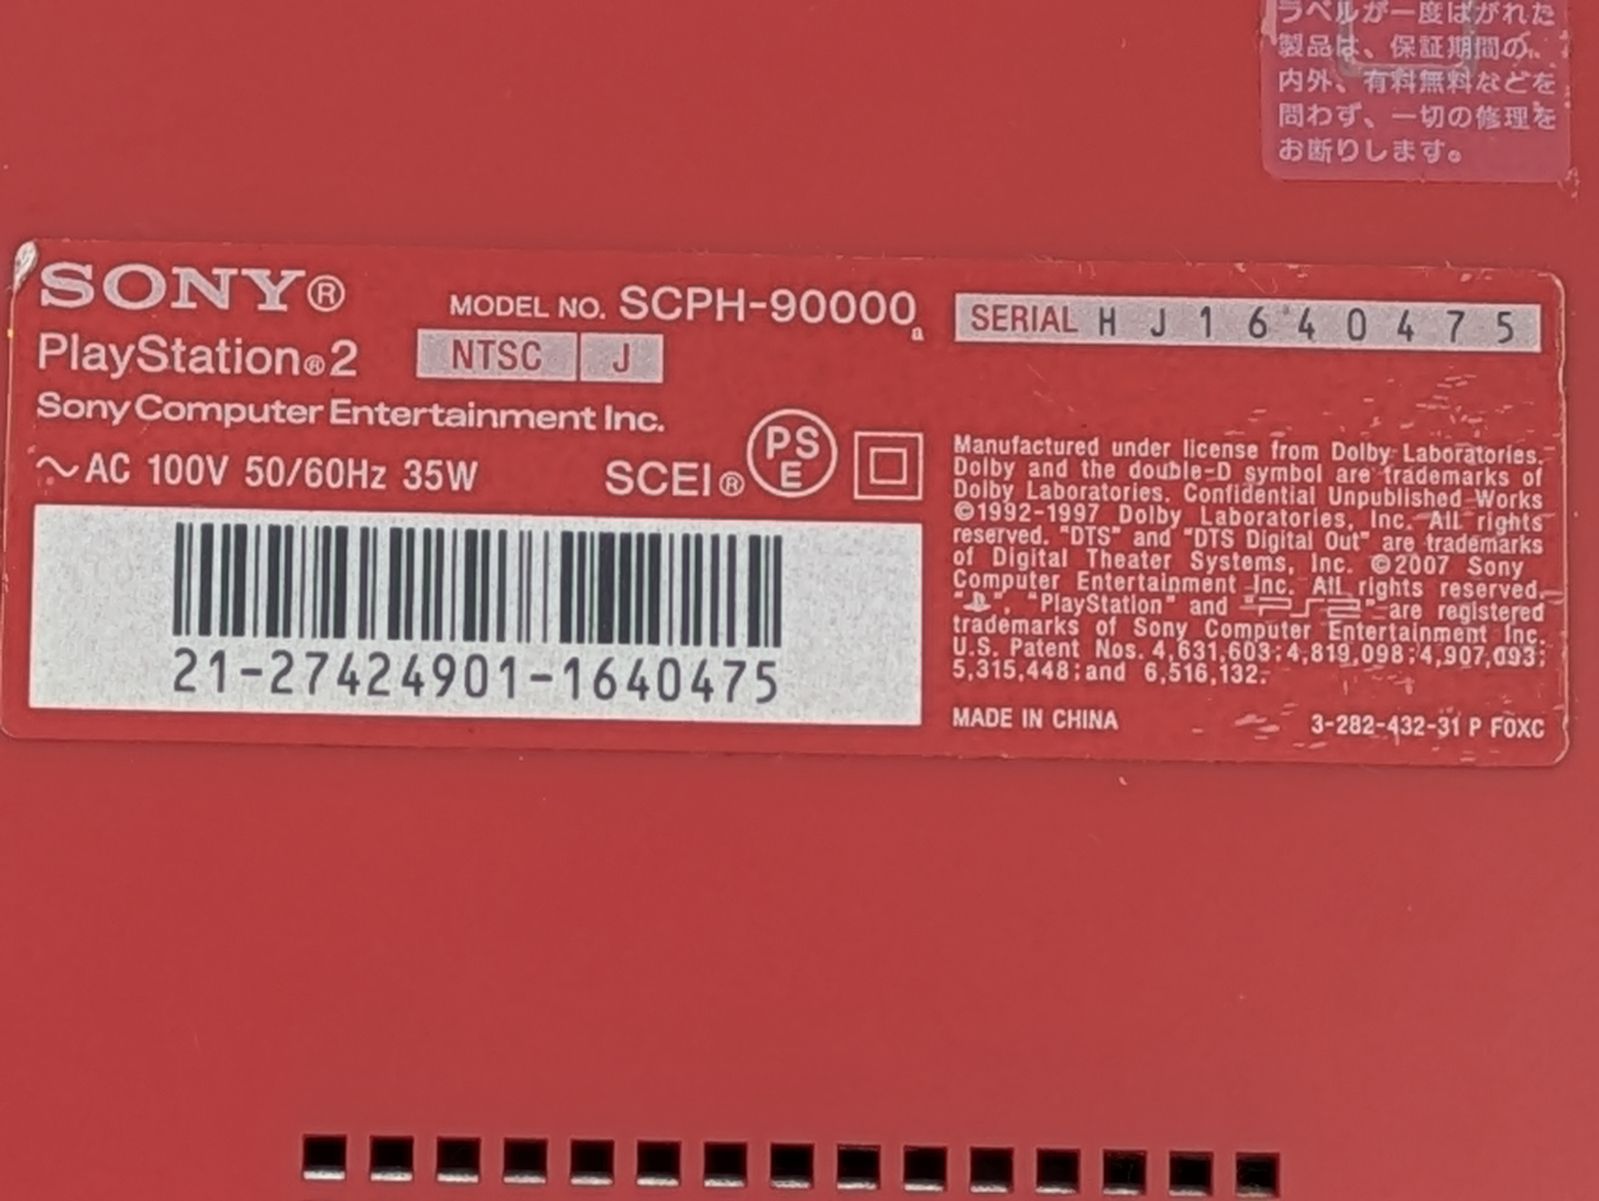 ラベルが一度はがれた
製品は、保証期間の
内外、有料無料などを
問わず、一切の修理を
お断りします。
SONY®
MODEL NO. SCPH-90000 a
SERIAL HJ1640475
PlayStation®2
NTSC J
Sony Computer Entertainment Inc.
~AC 100V 50/60Hz 35W
SCEI®
PS
E
21-27424901-1640475
Manufactured under license from Dolby Laboratories.
Dolby and the double-D symbol are trademarks of
Dolby Laboratories. Confidential Unpublished Works
©1992-1997 Dolby Laboratories, Inc. All rights
reserved. "DTS" and "DTS Digital Out" are trademarks
of Digital Theater Systems, Inc. ©2007 Sony
Computer Entertainment Inc. All rights reserved.
" ", "PlayStation" and "PS2" are registered
trademarks of Sony Computer Entertainment Inc.
U.S. Patent Nos. 4,631,603;4,819,098;4,907,093;
5,315,448;and 6,516,132.
MADE IN CHINA
3-282-432-31 P FOXC